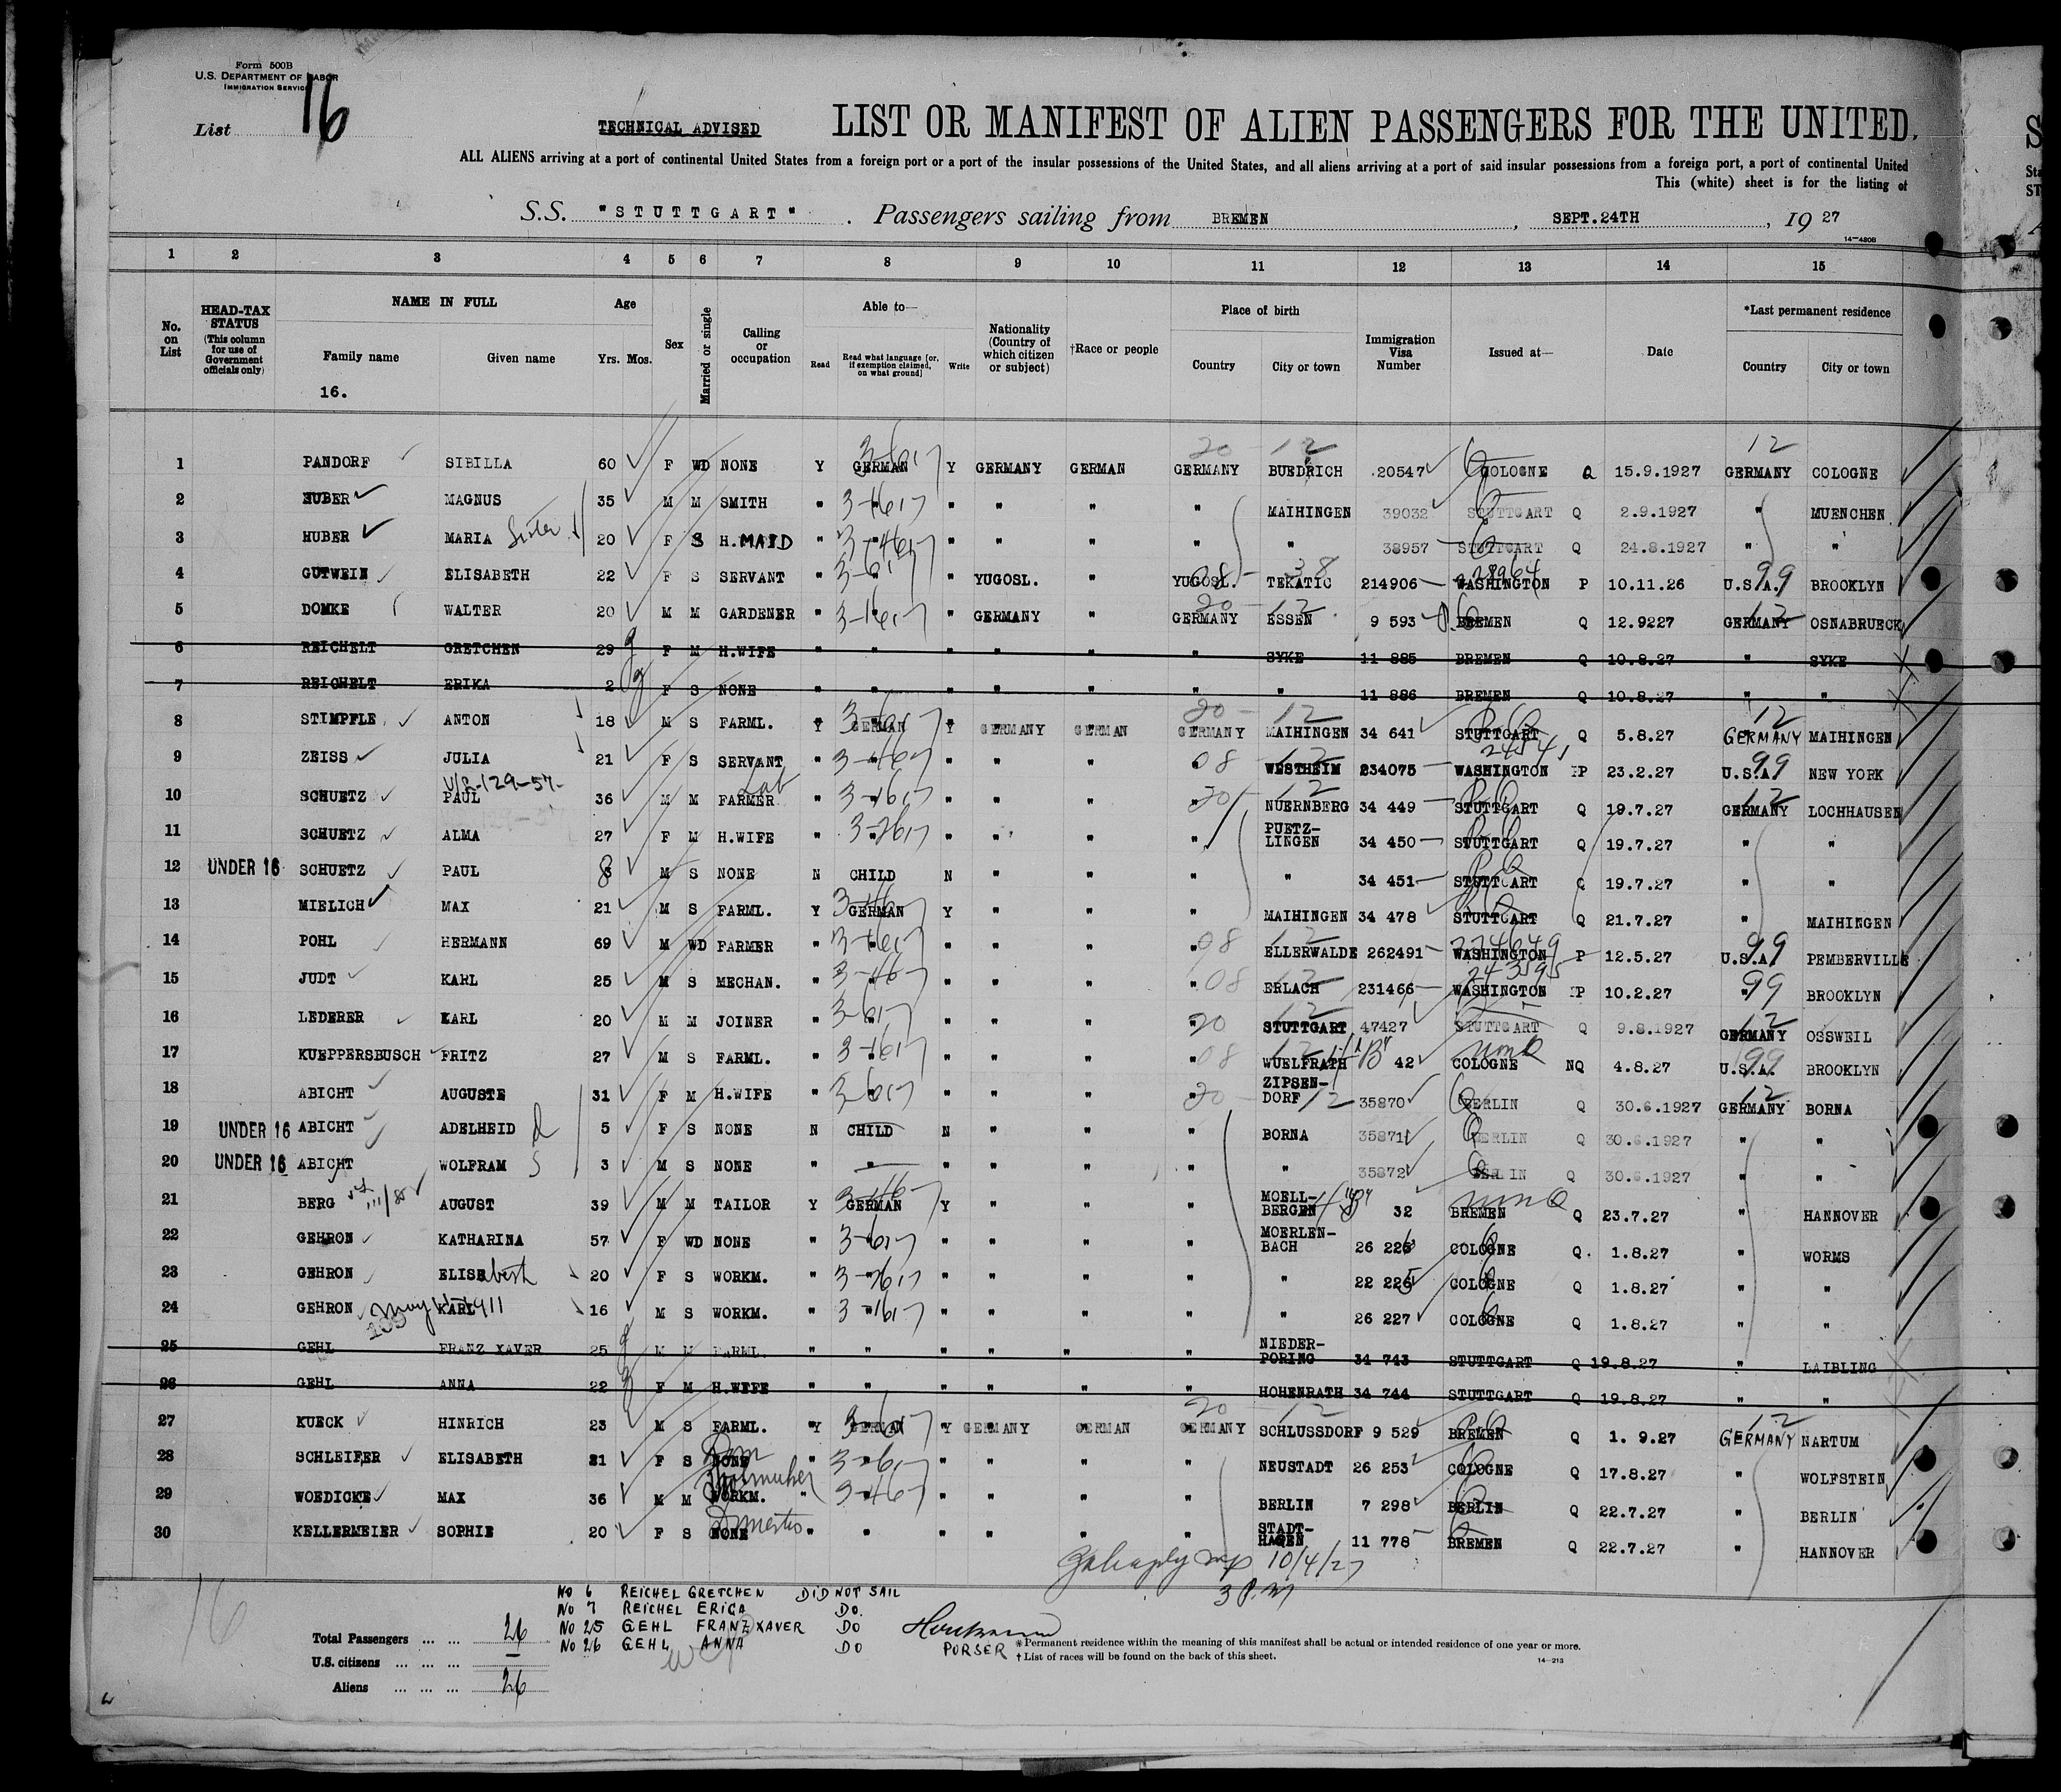 Form 500B
U.S. DEPARTMENT OF LABOR
IMMIGRATION SERVICE
List 16
TECHNICAL ADVISED
LIST OR MANIFEST OF ALIEN PASSENGERS FOR THE UNITED
ALL ALIENS arriving at a port of continental United States from a foreign port or a port of the insular possessions of the United States, and all aliens arriving at a port of said insular possessions from a foreign port, a port of continental United
This (white) sheet is for the listing of
S.S. "STUTTGART". Passengers sailing from BREMEN, SEPT.24TH, 1927
14—480B
1 2 3 4 5 6 7 8 9 10 11 12 13 14 15
No. on List
HEAD-TAX STATUS (This column for use of Government officials only)
NAME IN FULL
Family name Given name
16.
Age
Yrs. Mos.
Sex
Married or single
Calling or occupation
Able to—
Read Read what language [or, if exemption claimed, on what ground] Write
Nationality (Country of which citizen or subject)
†Race or people
Place of birth
Country City or town
Immigration Visa Number
Issued at—
Date
*Last permanent residence
Country City or town
1 PANDORF SIBILLA 60 F WD NONE Y GERMAN Y GERMANY GERMAN GERMANY BUEDRICH 20547 COLOGNE Q 15.9.1927 GERMANY COLOGNE
2 HUBER MAGNUS 35 M M SMITH " " " " " " MAIHINGEN 39032 STUTTGART Q 2.9.1927 " MUENCHEN
3 HUBER MARIA Sister 20 F S H.MAID " " " " " " " 38957 STUTTGART Q 24.8.1927 " "
4 GUTWEIN ELISABETH 22 F S SERVANT " " " YUGOSL. " YUGOSL. TEKATIC 214906 WASHINGTON P 10.11.26 U.S.A. BROOKLYN
5 DOMKE WALTER 20 M M GARDENER " " " GERMANY " GERMANY ESSEN 9 593 BREMEN Q 12.9227 GERMANY OSNABRUECK
6 REICHELT GRETCHEN 29 F M H.WIFE " " " " " " SYKE 11 885 BREMEN Q 10.8.27 " SYKE
7 REICHELT ERIKA 2 F S NONE " " " " " " " 11 886 BREMEN Q 10.8.27 " "
8 STIMPFLE ANTON 18 M S FARML. Y GERMAN Y GERMANY GERMAN GERMANY MAIHINGEN 34 641 STUTTGART Q 5.8.27 GERMANY MAIHINGEN
9 ZEISS JULIA 21 F S SERVANT " " " " " " WESTHEIM 234075 WASHINGTON P 23.2.27 U.S.A. NEW YORK
10 SCHUETZ PAUL 36 M M FARMER " " " " " " NUERNBERG 34 449 STUTTGART Q 19.7.27 GERMANY LOCHHAUSEN
11 SCHUETZ ALMA 27 F M H.WIFE " " " " " " PUETZ-LINGEN 34 450 STUTTGART Q 19.7.27 " "
12 UNDER 16 SCHUETZ PAUL 8 M S NONE N CHILD N " " " " 34 451 STUTTGART Q 19.7.27 " "
13 MIELICH MAX 21 M S FARML. Y GERMAN Y " " " MAIHINGEN 34 478 STUTTGART Q 21.7.27 " MAIHINGEN
14 POHL HERMANN 69 M WD FARMER " " " " " " ELLERWALDE 262491 WASHINGTON P 12.5.27 U.S.A. PEMBERVILLE
15 JUDT KARL 25 M S MECHAN. " " " " " " ERLACH 231466 WASHINGTON P 10.2.27 " BROOKLYN
16 LEDERER KARL 20 M M JOINER " " " " " " STUTTGART 47427 STUTTGART Q 9.8.1927 GERMANY OSSWEIL
17 KUEPPERSBUSCH FRITZ 27 M S FARML. " " " " " " WUELFRATH 42 COLOGNE NQ 4.8.27 U.S.A. BROOKLYN
18 ABICHT AUGUSTE 31 F M H.WIFE " " " " " " ZIPSEN-DORF 35870 BERLIN Q 30.6.1927 GERMANY BORNA
19 UNDER 16 ABICHT ADELHEID d 5 F S NONE N CHILD N " " " BORNA 35871 BERLIN Q 30.6.1927 " "
20 UNDER 16 ABICHT WOLFRAM s 3 M S NONE " " " " " " " 35872 BERLIN Q 30.6.1927 " "
21 BERG AUGUST 39 M M TAILOR Y GERMAN Y " " " MOELL-BERGEN 32 BREMEN Q 23.7.27 " HANNOVER
22 GEHRON KATHARINA 57 F WD NONE " " " " " " MOERLEN-BACH 26 226 COLOGNE Q. 1.8.27 " WORMS
23 GEHRON ELISabeth 20 F S WORKM. " " " " " " " 22 225 COLOGNE Q 1.8.27 " "
24 GEHRON KARL 16 M S WORKM. " " " " " " " 26 227 COLOGNE Q 1.8.27 " "
25 GEHL FRANZ XAVER 25 M M FARML. " " " " " " NIEDER-PORING 34 743 STUTTGART Q 19.8.27 " LAIBLING
26 GEHL ANNA 22 F M H.WIFE " " " " " " HOHENRATH 34 744 STUTTGART Q 19.8.27 " "
27 KUECK HINRICH 23 M S FARML. Y GERMAN Y GERMANY GERMAN GERMANY SCHLUSSDORF 9 529 BREMEN Q 1. 9.27 GERMANY NARTUM
28 SCHLEIFER ELISABETH 21 F S NONE Dom " " " " " " NEUSTADT 26 253 COLOGNE Q 17.8.27 " WOLFSTEIN
29 WOEDICKE MAX 36 M M WORKM. " " " " " " BERLIN 7 298 BERLIN Q 22.7.27 " BERLIN
30 KELLERMEIER SOPHIE 20 F S NONE " " " " " " STADT-HAGEN 11 778 BREMEN Q 22.7.27 " HANNOVER
10/4/27
3 P.M
16
No 6 REICHEL GRETCHEN DID NOT SAIL
No 7 REICHEL ERICA DO.
No 25 GEHL FRANZ XAVER DO
No 26 GEHL ANNA DO
PURSER
Total Passengers ... ... 26
U.S. citizens ... ... ... —
Aliens ... ... ... 26
*Permanent residence within the meaning of this manifest shall be actual or intended residence of one year or more.
†List of races will be found on the back of this sheet.
14—213